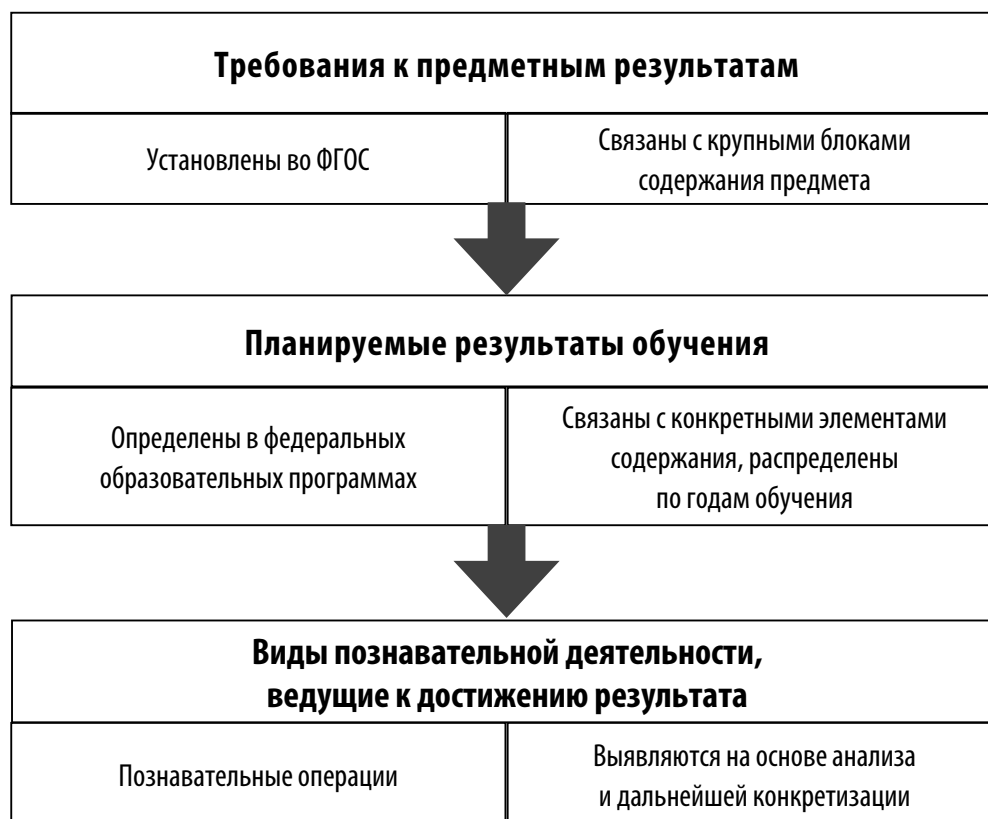 Требования к предметным результатам
Установлены во ФГОС
Связаны с крупными блоками
содержания предмета
Планируемые результаты обучения
Определены в федеральных
образовательных программах
Связаны с конкретными элементами
содержания, распределены
по годам обучения
Виды познавательной деятельности,
ведущие к достижению результата
Познавательные операции
Выявляются на основе анализа
и дальнейшей конкретизации